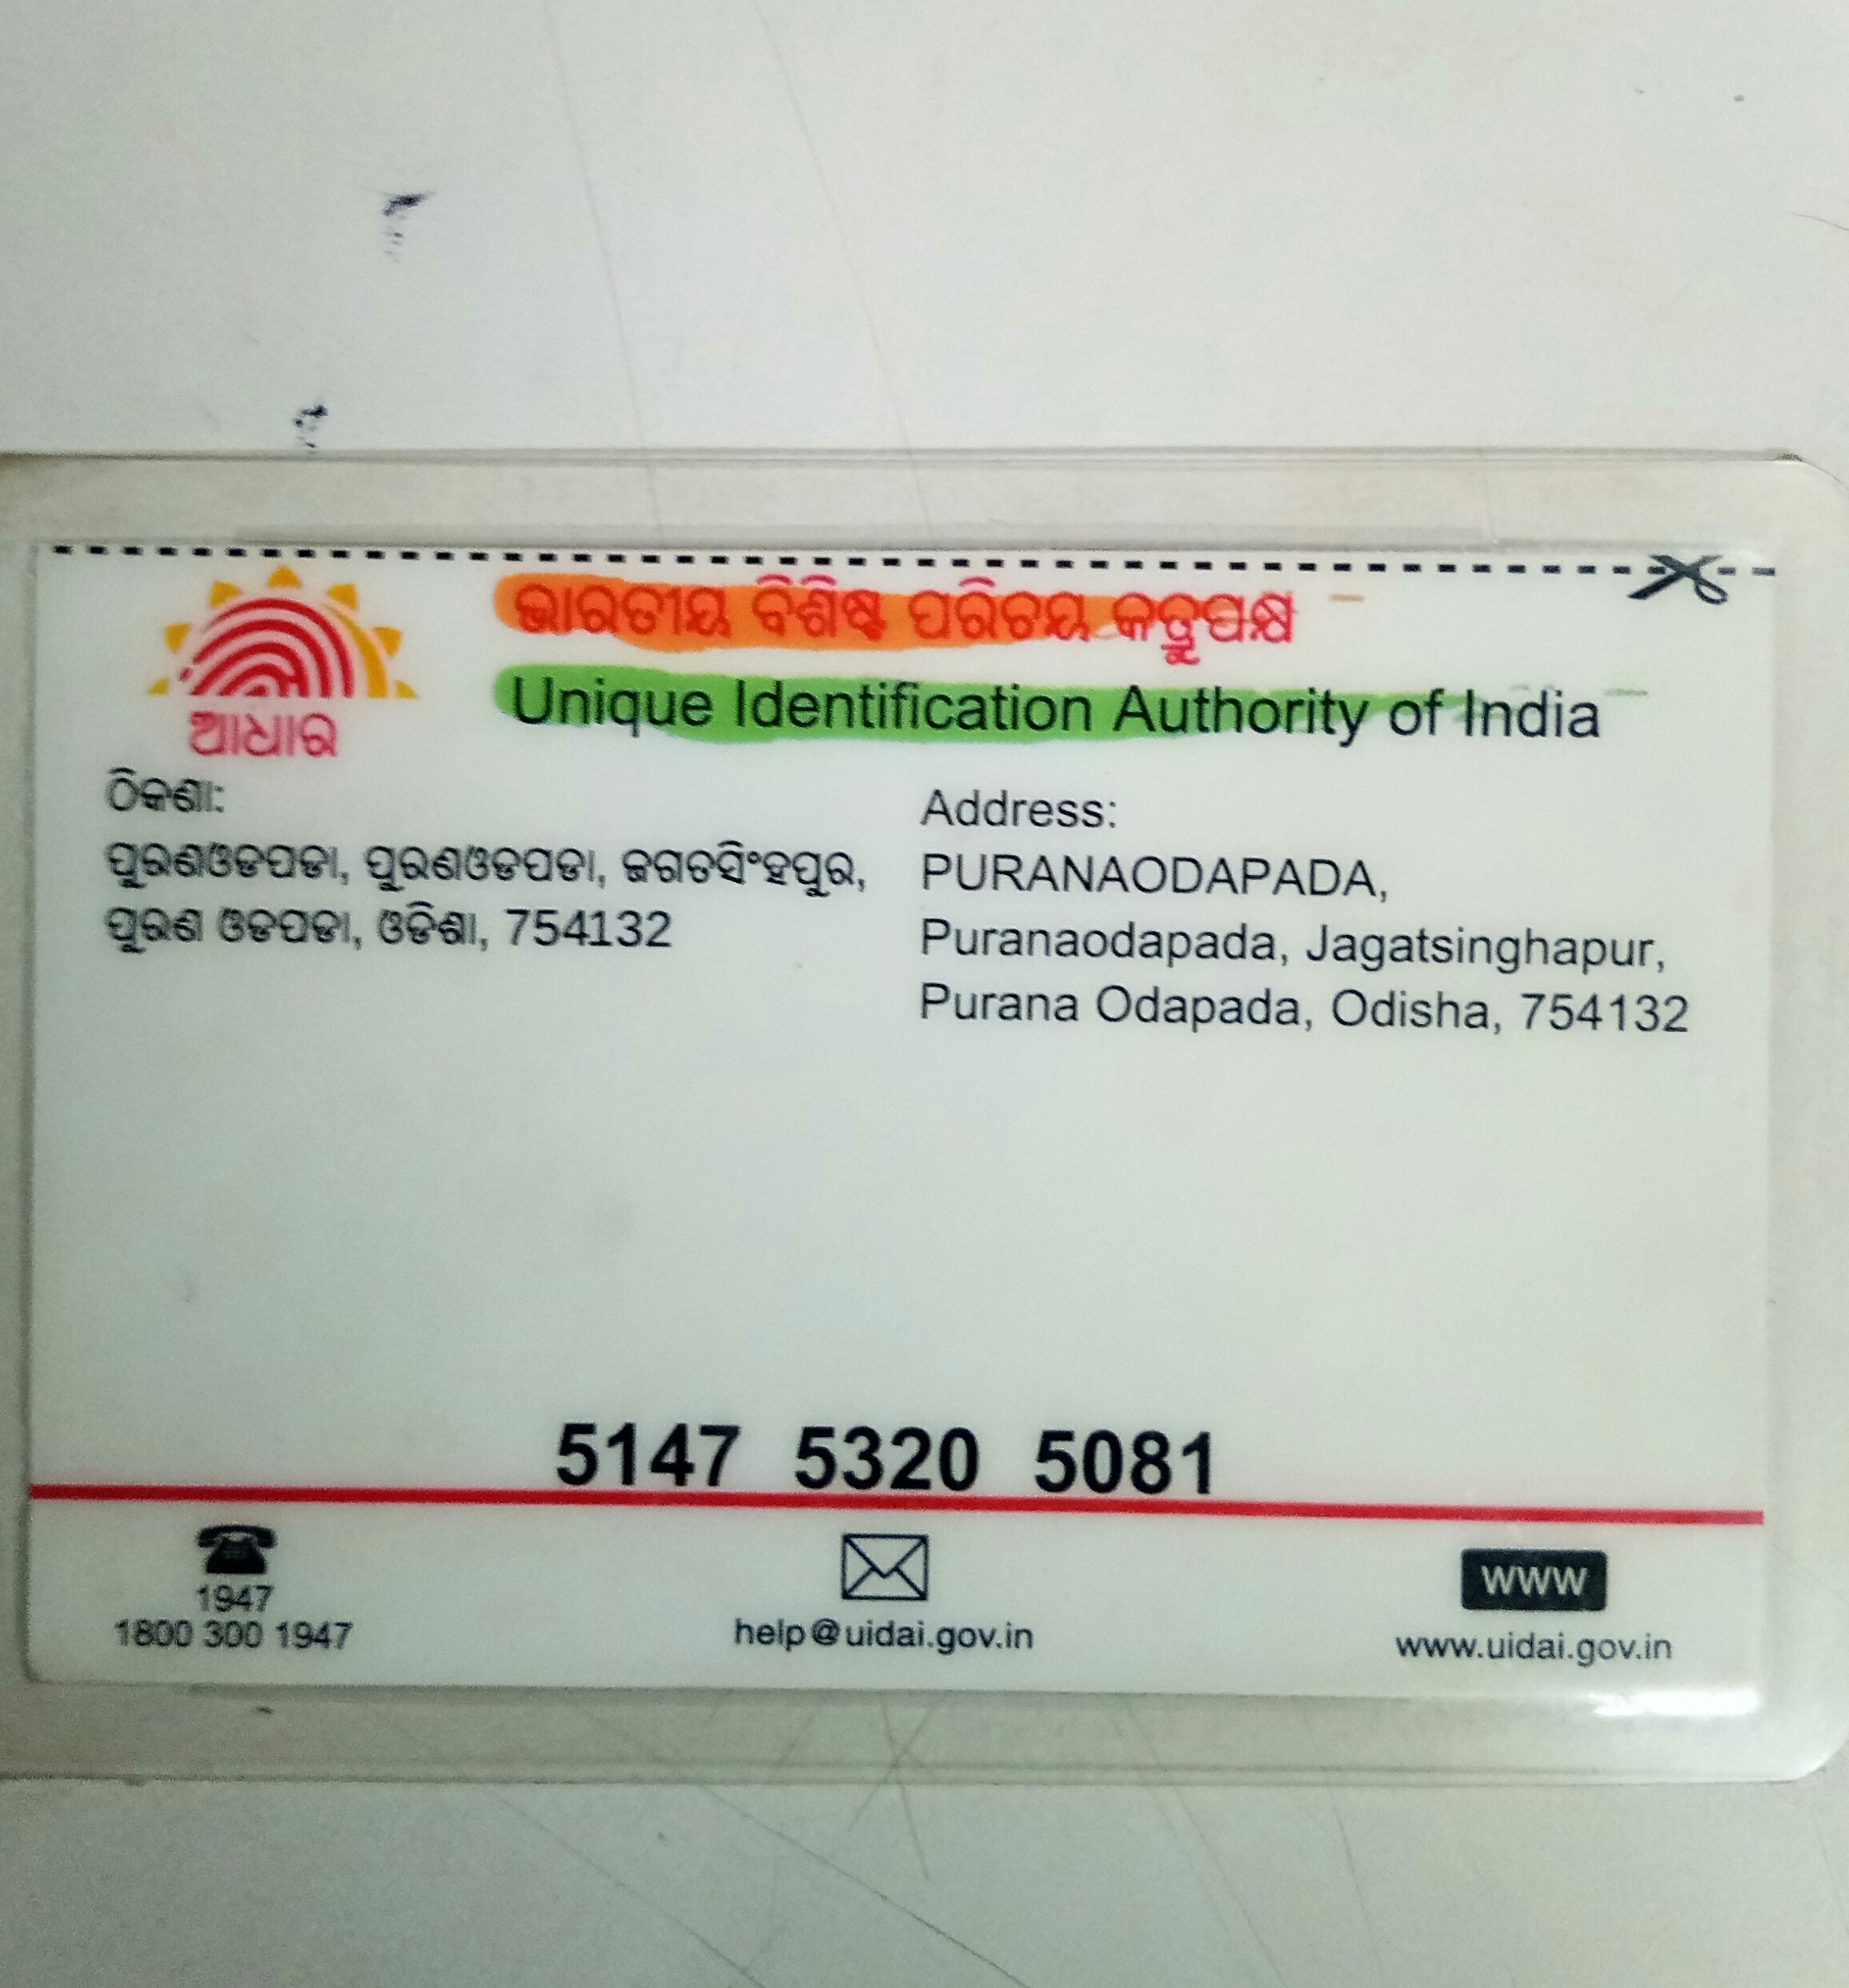 ଭାରତୀୟ ବିଶିଷ୍ଟ ପରିଚୟ କର୍ତ୍ତୃପକ୍ଷ
Unique Identification Authority of India
ଆଧାର
ଠିକଣା:
ପୁରଣଓଡପଡା, ପୁରଣଓଡପଡା, ଜଗତସିଂହପୁର,
ପୁରଣ ଓଡପଡା, ଓଡିଶା, 754132
Address:
PURANAODAPADA,
Puranaodapada, Jagatsinghapur,
Purana Odapada, Odisha, 754132
5147 5320 5081
1947
1800 300 1947
help@uidai.gov.in
www
www.uidai.gov.in